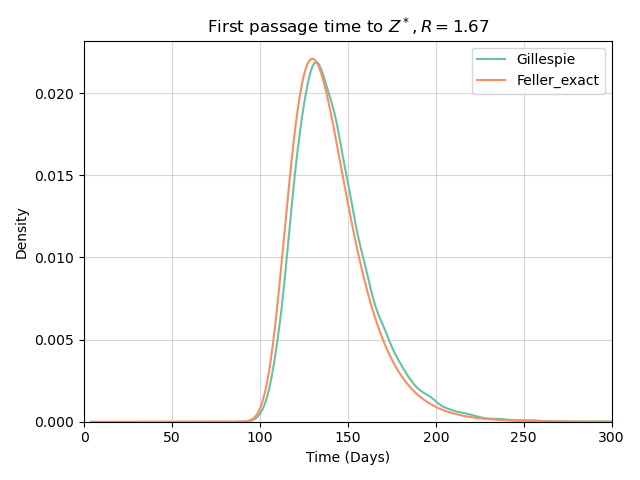 First passage time to Z*, R = 1.67
Gillespie
Feller_exact
Density
0.020
0.015
0.010
0.005
0.000
0 50 100 150 200 250 300
Time (Days)